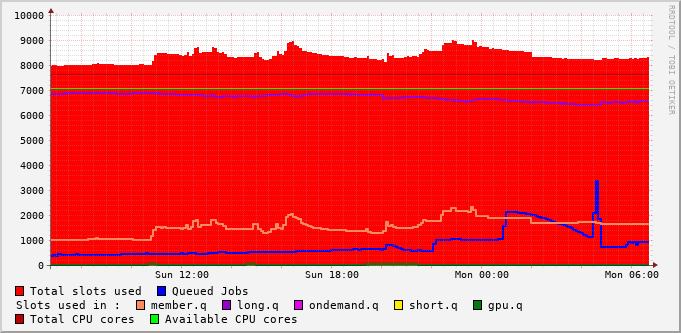 10000
9000
8000
7000
6000
5000
4000
3000
2000
1000
0
Sun 12:00 Sun 18:00 Mon 00:00 Mon 06:00
RRDTOOL / TOBI OETIKER
Total slots used Queued Jobs
Slots used in : member.q long.q ondemand.q short.q gpu.q
Total CPU cores Available CPU cores